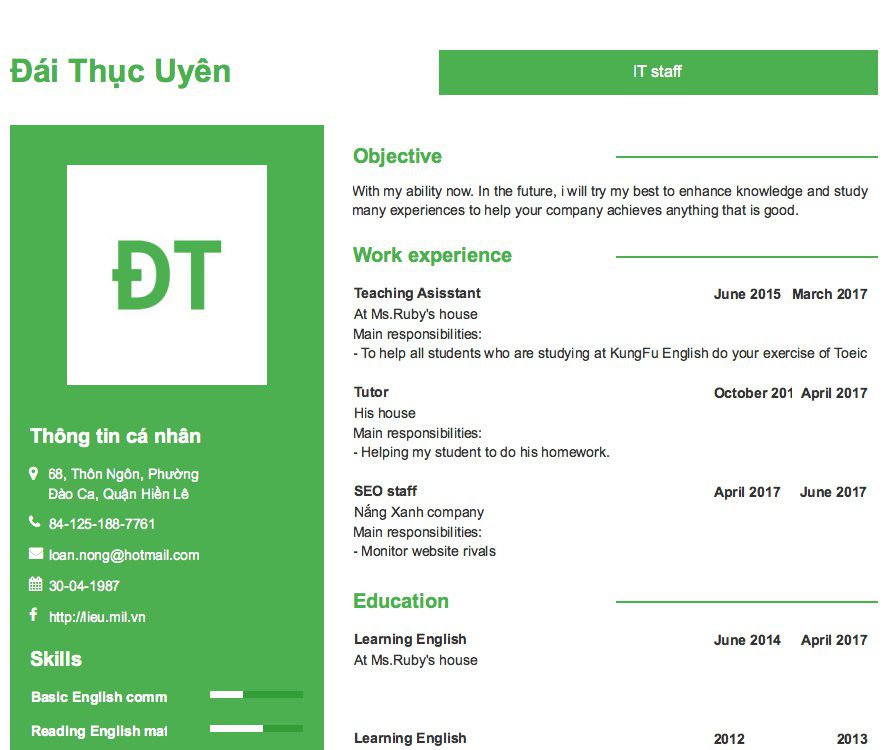 Đái Thục Uyên
IT staff
ĐT
Thông tin cá nhân
68, Thôn Ngôn, Phường
Đào Ca, Quận Hiền Lê
84-125-188-7761
loan.nong@hotmail.com
30-04-1987
http://lieu.mil.vn
Skills
Basic English comm
Reading English mat
Objective
With my ability now. In the future, i will try my best to enhance knowledge and study
many experiences to help your company achieves anything that is good.
Work experience
Teaching Asisstant June 2015 March 2017
At Ms.Ruby's house
Main responsibilities:
- To help all students who are studying at KungFu English do your exercise of Toeic
Tutor October 201 April 2017
His house
Main responsibilities:
- Helping my student to do his homework.
SEO staff April 2017 June 2017
Nắng Xanh company
Main responsibilities:
- Monitor website rivals
Education
Learning English June 2014 April 2017
At Ms.Ruby's house
Learning English 2012 2013